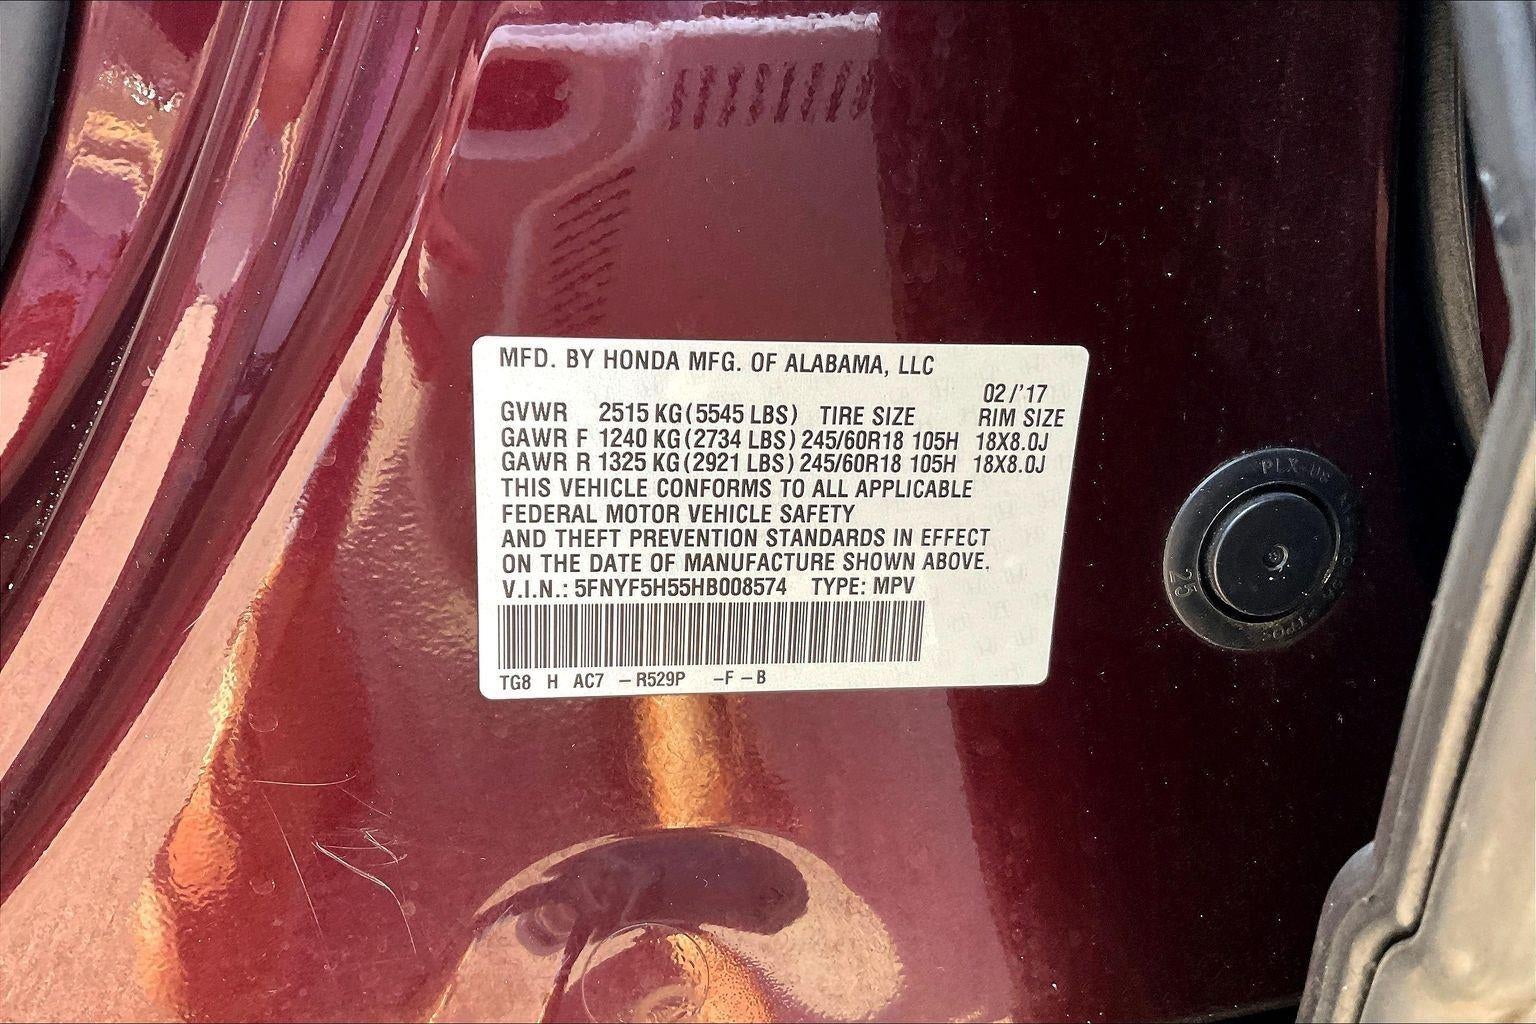 MFD. BY HONDA MFG. OF ALABAMA, LLC
02/'17
GVWR 2515 KG (5545 LBS) TIRE SIZE RIM SIZE
GAWR F 1240 KG (2734 LBS) 245/60R18 105H 18X8.0J
GAWR R 1325 KG (2921 LBS) 245/60R18 105H 18X8.0J
THIS VEHICLE CONFORMS TO ALL APPLICABLE
FEDERAL MOTOR VEHICLE SAFETY
AND THEFT PREVENTION STANDARDS IN EFFECT
ON THE DATE OF MANUFACTURE SHOWN ABOVE.
V.I.N.: 5FNYF5H55HB008574 TYPE: MPV
TG8 H AC7 -R529P -F-B
25